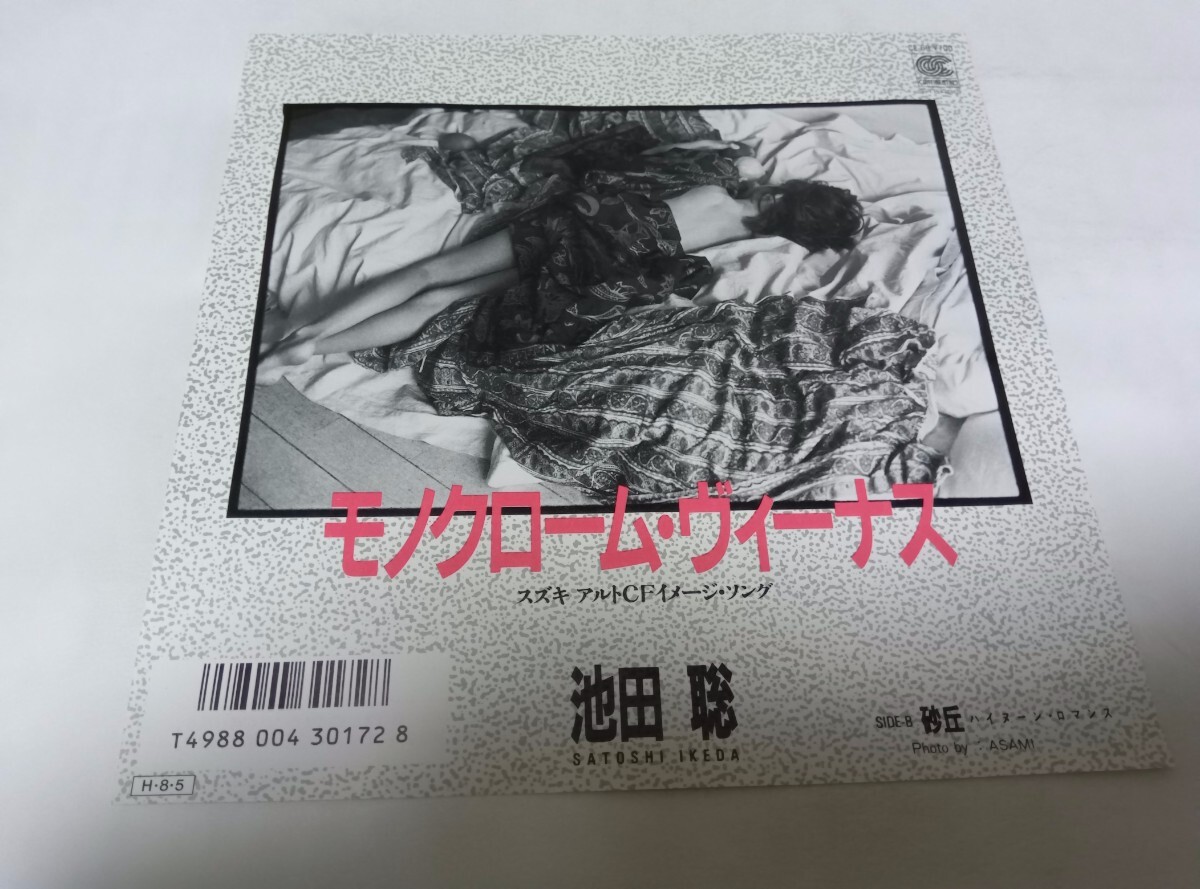 モノクローム・ヴィーナス
スズキ アルトCFイメージ・ソング
池田 聡
SATOSHI IKEDA
SIDE-B 砂丘 ハイヌーン・ロマンス
Photo by : ASAMI
T4988 004 30172 8
H・8・5